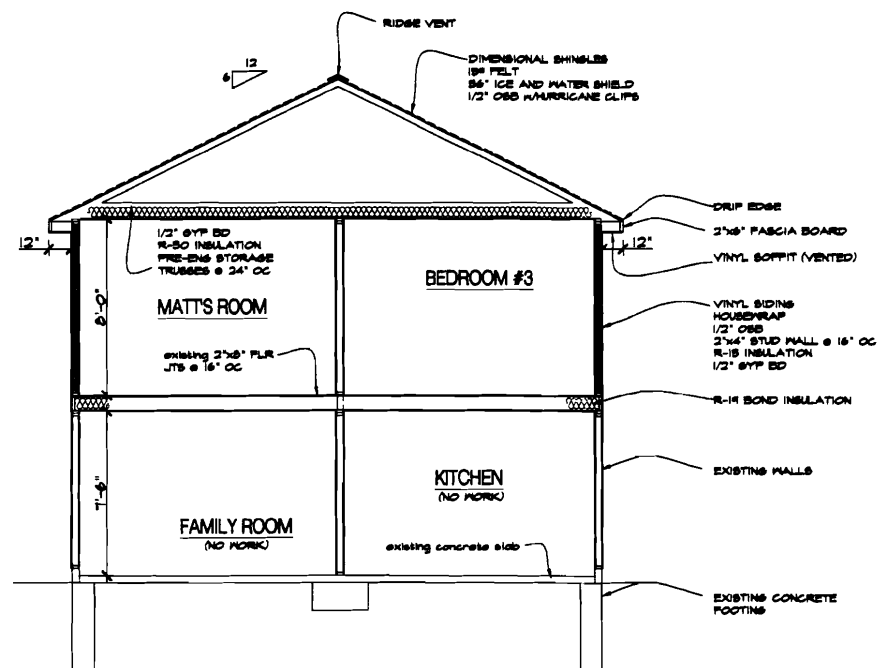 RIDGE VENT
12
6
DIMENSIONAL SHINGLES
15# FELT
36" ICE AND WATER SHIELD
1/2" OSB W/HURRICANE CLIPS
DRIP EDGE
2"x6" FASCIA BOARD
12"
12"
VINYL SOFFIT (VENTED)
1/2" GYP BD
R-50 INSULATION
PRE-ENG STORAGE
TRUSSES @ 24" OC
BEDROOM #3
MATT'S ROOM
8'-0"
VINYL SIDING
HOUSEWRAP
1/2" OSB
2"x4" STUD WALL @ 16" OC
R-15 INSULATION
1/2" GYP BD
existing 2"x8" FLR
JTS @ 16" OC
R-19 BOND INSULATION
7'-6"
KITCHEN
(NO WORK)
EXISTING WALLS
FAMILY ROOM
(NO WORK)
existing concrete slab
EXISTING CONCRETE
FOOTING